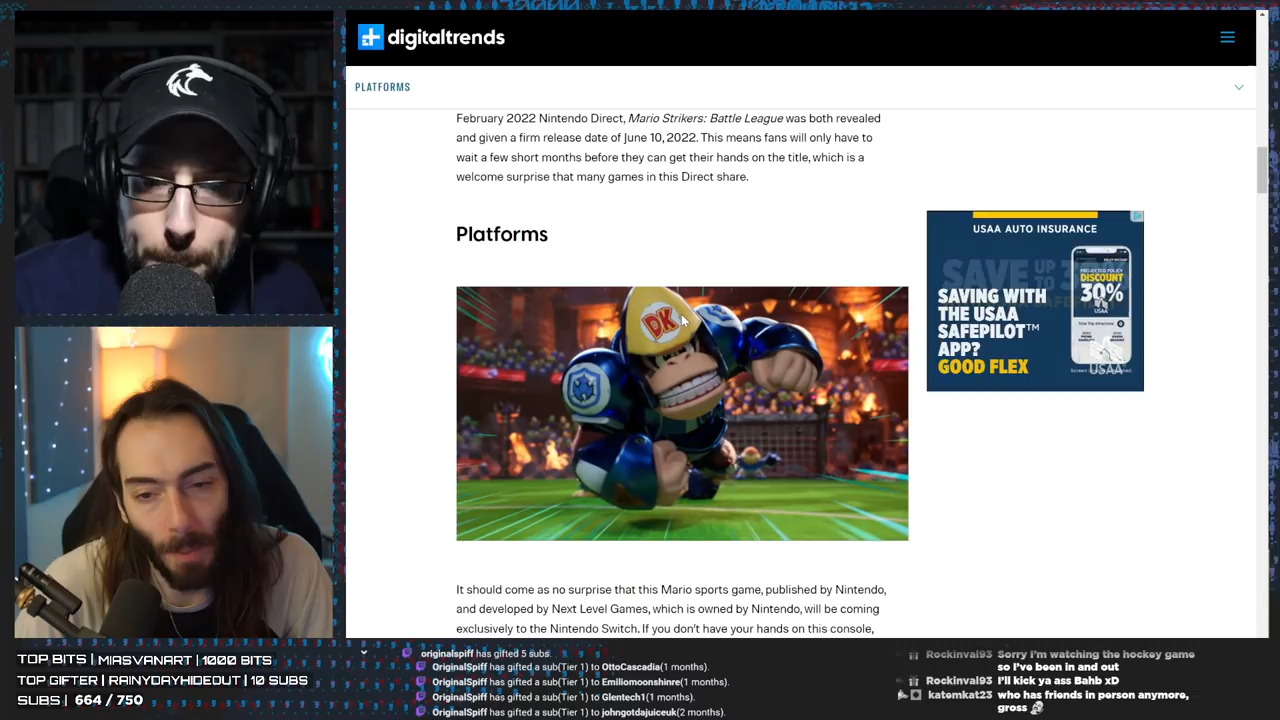 digitaltrends
PLATFORMS
February 2022 Nintendo Direct, Mario Strikers: Battle League was both revealed
and given a firm release date of June 10, 2022. This means fans will only have to
wait a few short months before they can get their hands on the title, which is a
welcome surprise that many games in this Direct share.
Platforms
DK
USAA AUTO INSURANCE
SAVING WITH
THE USAA
SAFEPILOT™
APP?
GOOD FLEX
PROJECTED POLICY
DISCOUNT
30%
USAA
It should come as no surprise that this Mario sports game, published by Nintendo,
and developed by Next Level Games, which is owned by Nintendo, will be coming
exclusively to the Nintendo Switch. If you don't have your hands on this console,
TOP BITS | MIASVANART | 1000 BITS
TOP GIFTER | RAINYDAYHIDEOUT | 10 SUBS
SUBS | 664 / 750
originalspiff has gifted 5 subs
OriginalSpiff has gifted a sub(Tier 1) to OttoCascadia(1 months).
OriginalSpiff has gifted a sub(Tier 1) to Emiliomoonshinre(1 months).
OriginalSpiff has gifted a sub(Tier 1) to Glentech1(1 months).
OriginalSpiff has gifted a sub(Tier 1) to johngotdajuiceuk(2 months).
Rockinval93 Sorry I'm watching the hockey game
so I've been in and out
Rockinval93 I'll kick ya ass Bahb xD
katemkat23 who has friends in person anymore,
gross